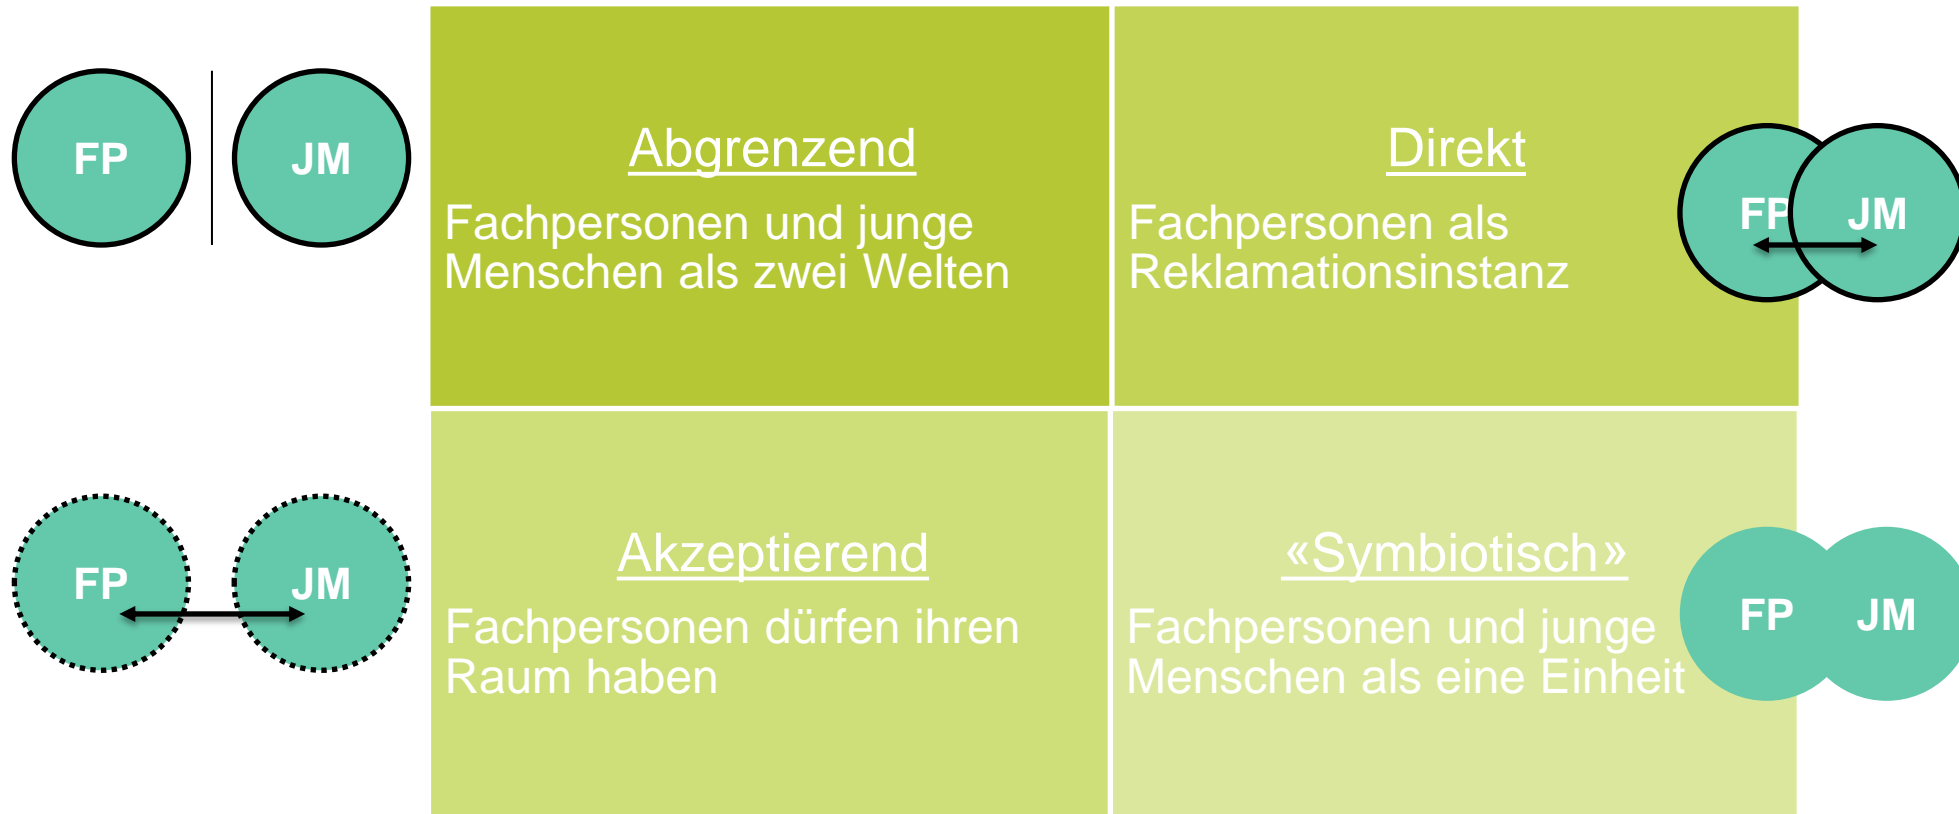 FP
JM
Abgrenzend
Fachpersonen und junge
Menschen als zwei Welten
Direkt
Fachpersonen als
Reklamationsinstanz
FP
JM
FP
JM
Akzeptierend
Fachpersonen dürfen ihren
Raum haben
«Symbiotisch»
Fachpersonen und junge
Menschen als eine Einheit
FP
JM